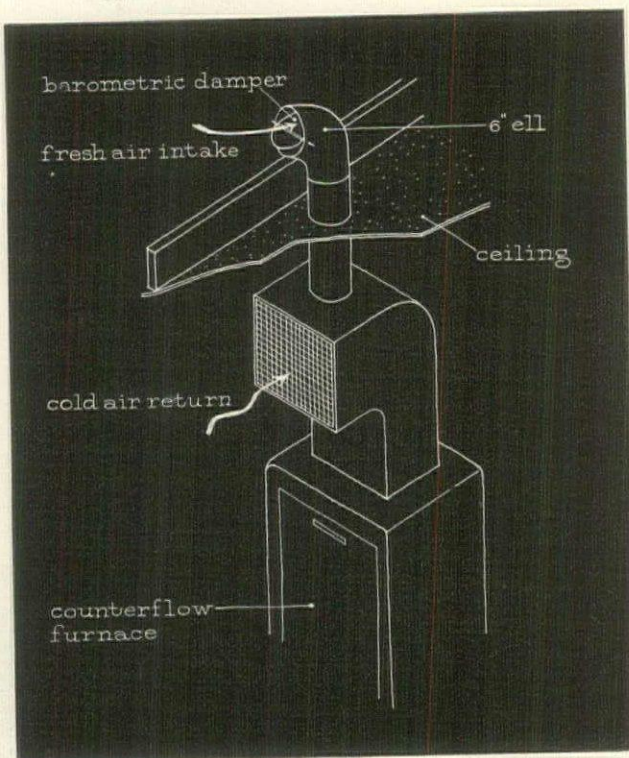 barometric damper
6" ell
fresh air intake
ceiling
cold air return
counterflow
furnace